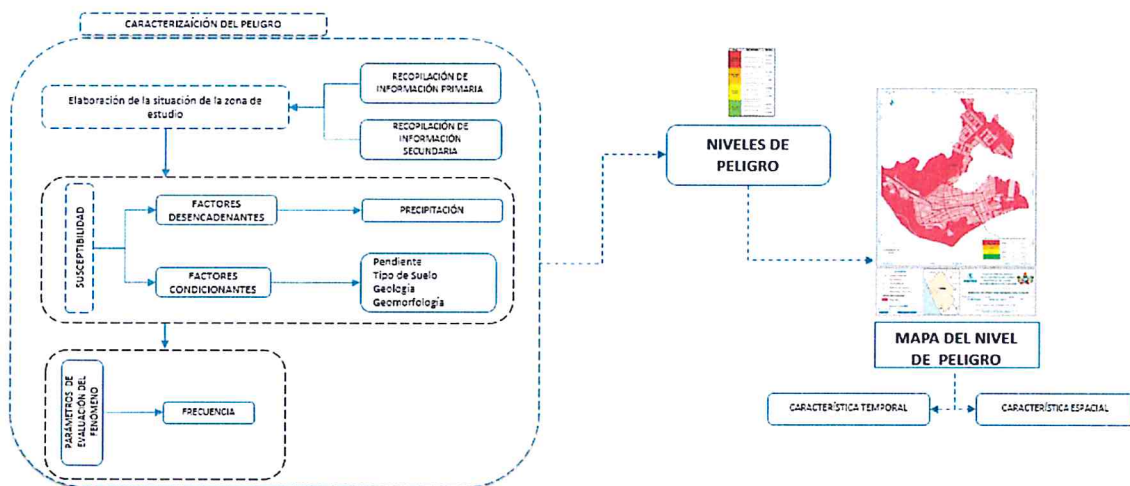 CARACTERIZAÍCIÓN DEL PELIGRO
RECOPILACIÓN DE
INFORMACIÓN PRIMARIA
Elaboración de la situación de la zona de
estudio
RECOPILACIÓN DE
INFORMACIÓN
SECUNDARIA
SUSCEPTIBILIDAD
FACTORES
DESENCADENANTES
PRECIPITACIÓN
FACTORES
CONDICIONANTES
Pendiente
Tipo de Suelo
Geología
Geomorfología
PARÁMETROS DE
EVALUACIÓN DEL
FENÓMENO
FRECUENCIA
NIVELES DE
PELIGRO
MAPA DEL NIVEL
DE PELIGRO
CARACTERÍSTICA TEMPORAL
CARACTERÍSTICA ESPACIAL